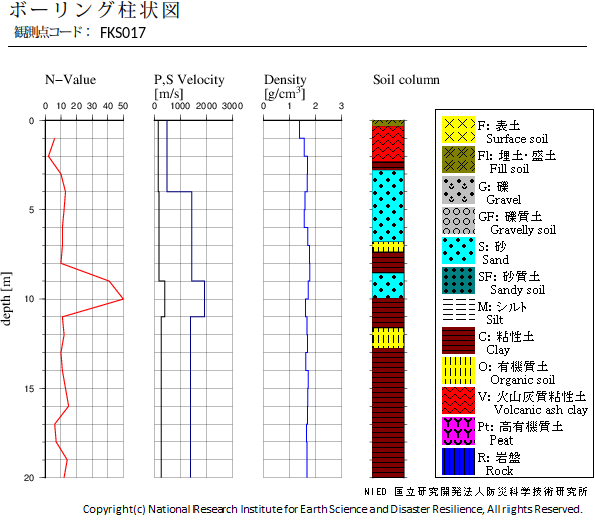 ボーリング柱状図
観測点コード： FKS017
N-Value
0 10 20 30 40 50
P,S Velocity
[m/s]
0 1000 2000 3000
Density
[g/cm3]
0 1 2 3
Soil column
depth [m]
0
5
10
15
20
F: 表土
Surface soil
Fl: 埋土・盛土
Fill soil
G: 礫
Gravel
GF: 礫質土
Gravelly soil
S: 砂
Sand
SF: 砂質土
Sandy soil
M: シルト
Silt
C: 粘性土
Clay
O: 有機質土
Organic soil
V: 火山灰質粘性土
Volcanic ash clay
Pt: 高有機質土
Peat
R: 岩盤
Rock
NIED 国立研究開発法人防災科学技術研究所
Copyright(c) National Research Institute for Earth Science and Disaster Resilience, All rights Reserved.